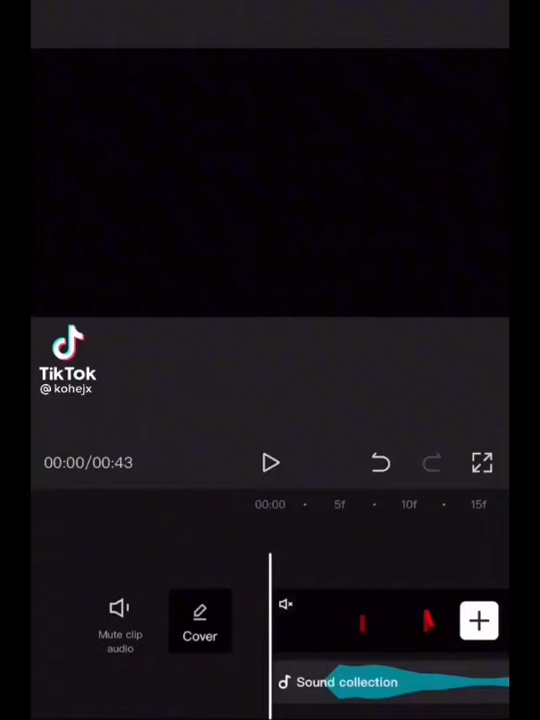 TikTok
@ kohejx
00:00/00:43
00:00 5f 10f 15f
Mute clip
audio
Cover
Sound collection